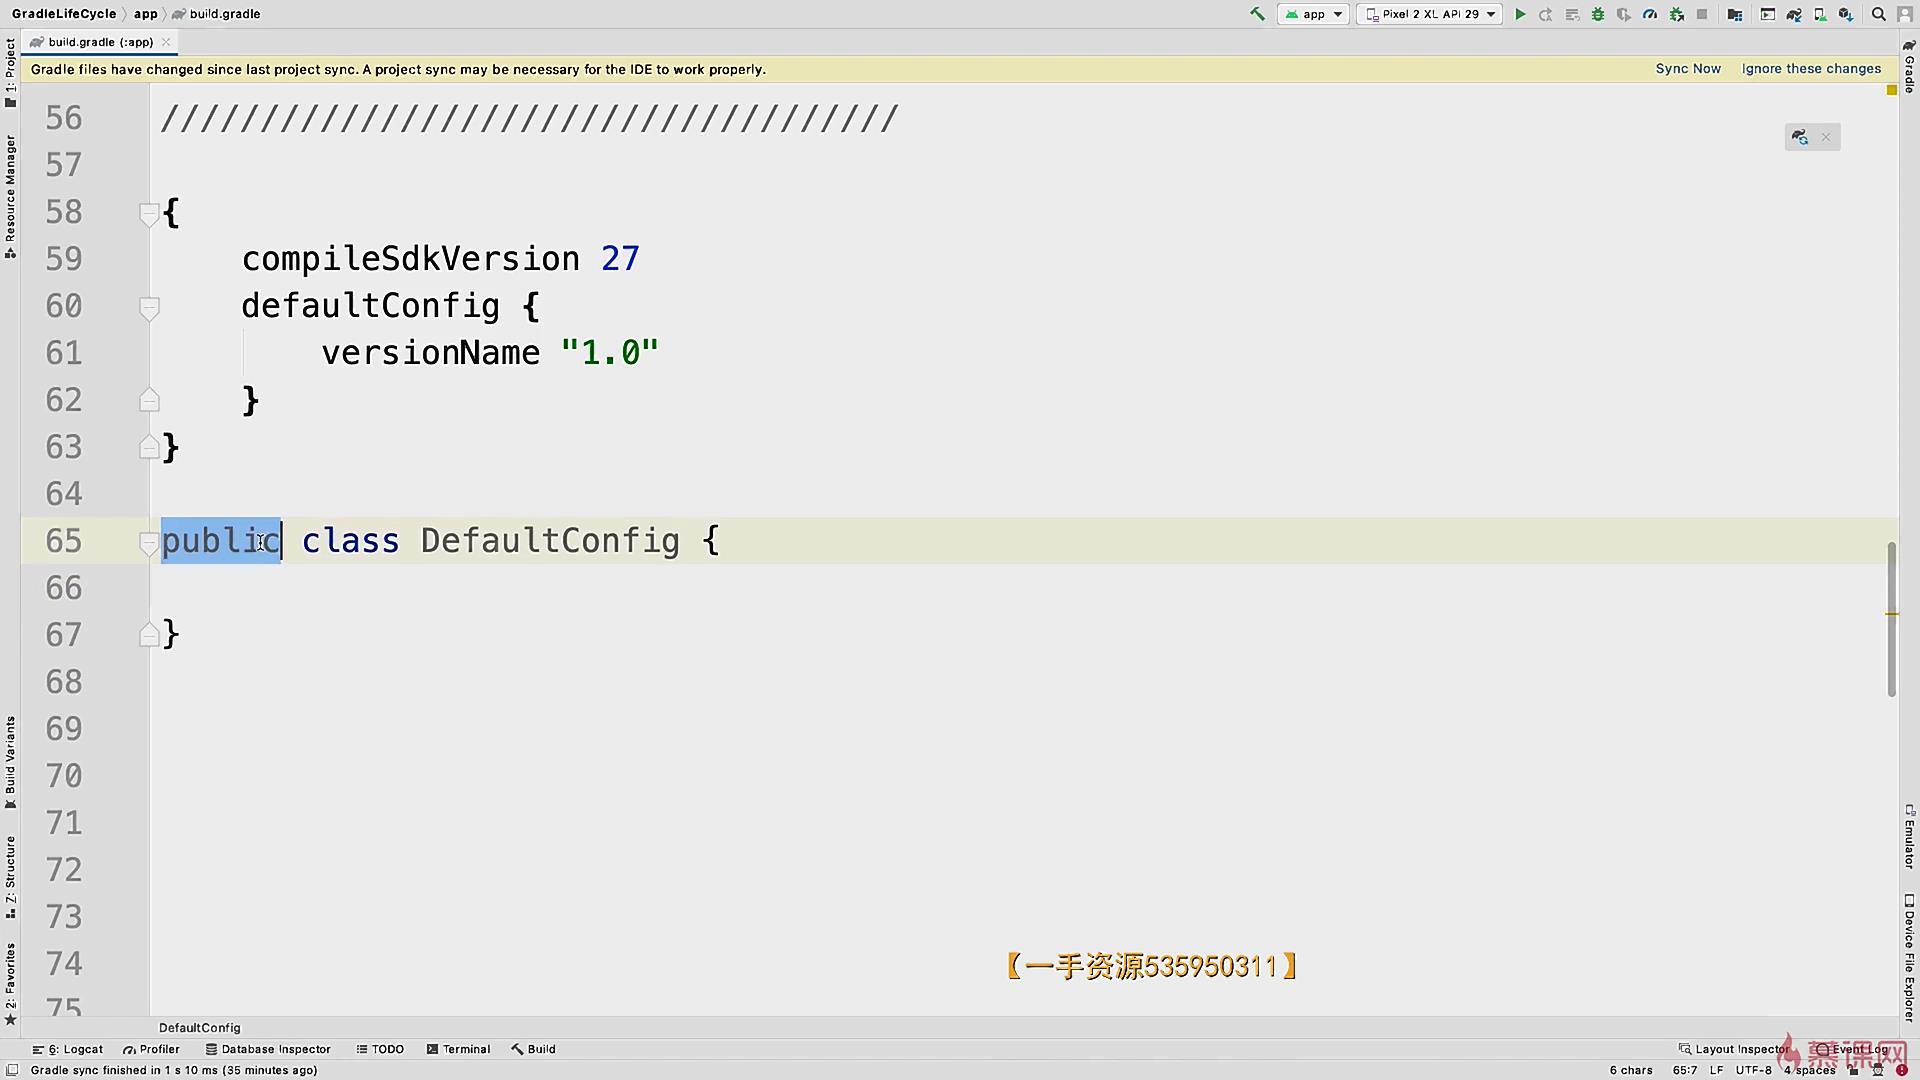 GradleLifeCycle app build.gradle
app Pixel 2 XL API 29
build.gradle (:app)
Gradle files have changed since last project sync. A project sync may be necessary for the IDE to work properly.
Sync Now Ignore these changes
1: Project
Resource Manager
Build Variants
Z: Structure
2: Favorites
Gradle
Emulator
Device File Explorer
56 /////////////////////////////////////
57
58 {
59 compileSdkVersion 27
60 defaultConfig {
61 versionName "1.0"
62 }
63 }
64
65 public class DefaultConfig {
66
67 }
68
69
70
71
72
73
74
75
【一手资源535950311】
DefaultConfig
6: Logcat Profiler Database Inspector TODO Terminal Build
Layout Inspector Event Log
慕课网
Gradle sync finished in 1 s 10 ms (35 minutes ago)
6 chars 65:7 LF UTF-8 4 spaces